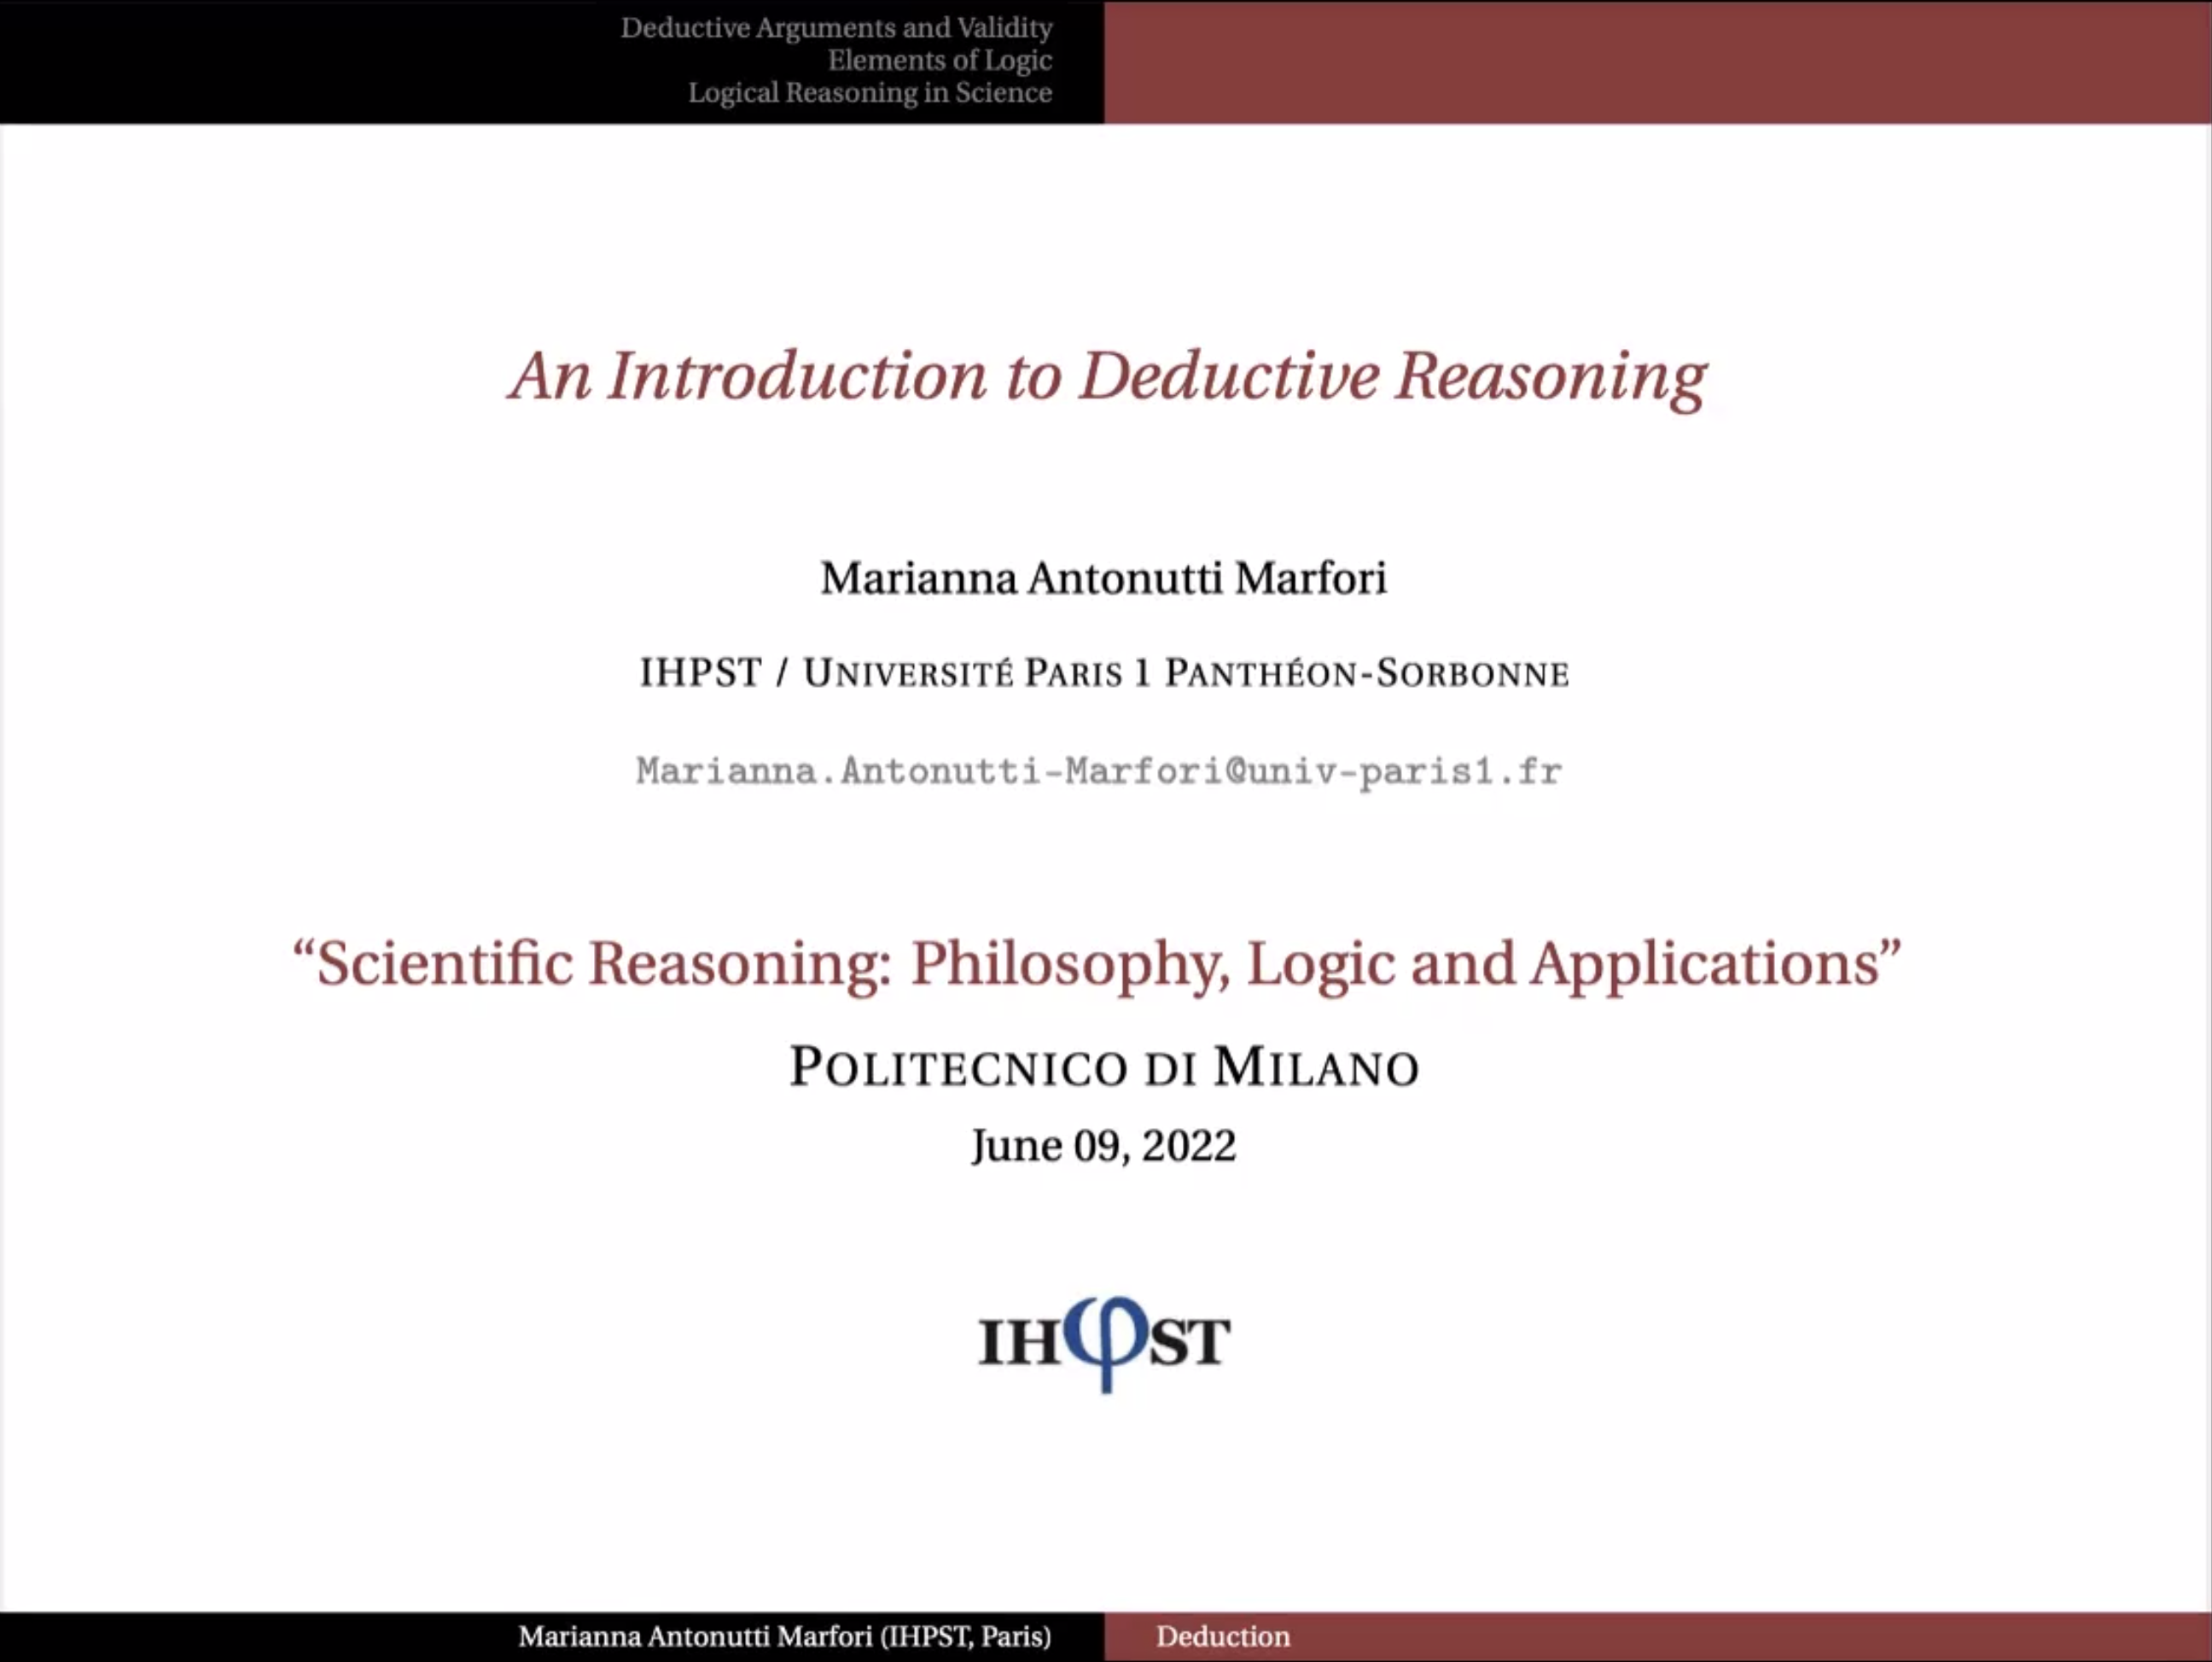 Deductive Arguments and Validity
Elements of Logic
Logical Reasoning in Science
An Introduction to Deductive Reasoning
Marianna Antonutti Marfori
IHPST / UNIVERSITÉ PARIS 1 PANTHÉON-SORBONNE
Marianna.Antonutti-Marfori@univ-paris1.fr
“Scientific Reasoning: Philosophy, Logic and Applications”
POLITECNICO DI MILANO
June 09, 2022
IHφST
Marianna Antonutti Marfori (IHPST, Paris)
Deduction